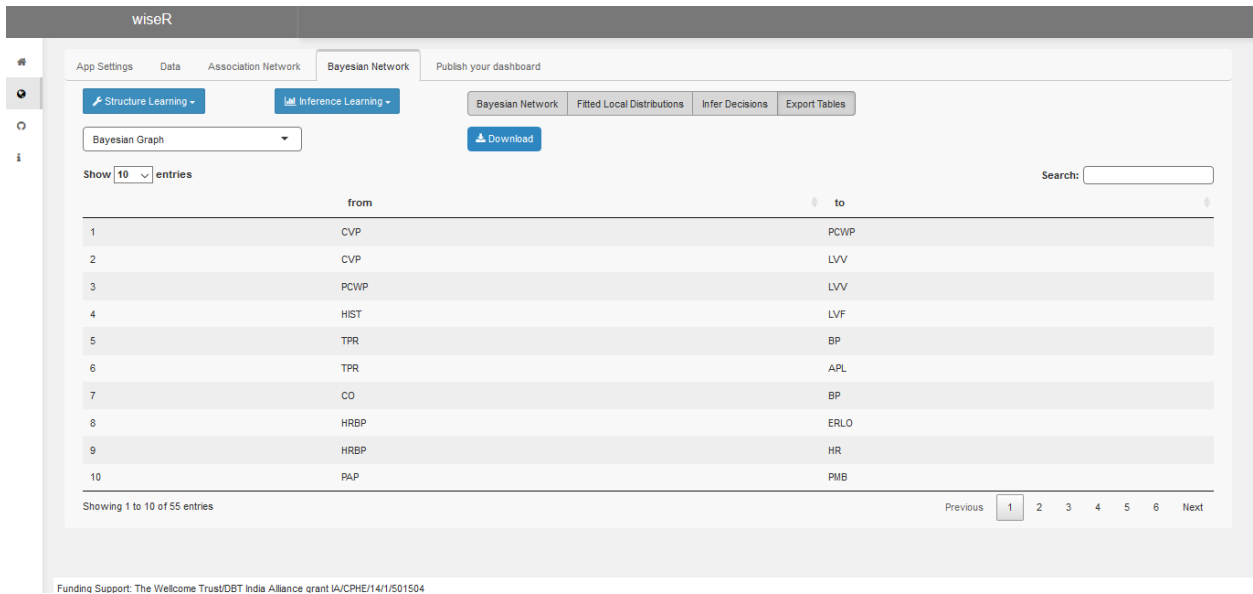 wiseR
App Settings Data Association Network Bayesian Network Publish your dashboard
Structure Learning Inference Learning Bayesian Network Fitted Local Distributions Infer Decisions Export Tables
Bayesian Graph Download
Show 10 entries Search:
from to
1 CVP PCWP
2 CVP LVV
3 PCWP LVV
4 HIST LVF
5 TPR BP
6 TPR APL
7 CO BP
8 HRBP ERLO
9 HRBP HR
10 PAP PMB
Showing 1 to 10 of 55 entries Previous 1 2 3 4 5 6 Next
Funding Support: The Wellcome Trust/DBT India Alliance grant IA/CPHE/14/1/501504